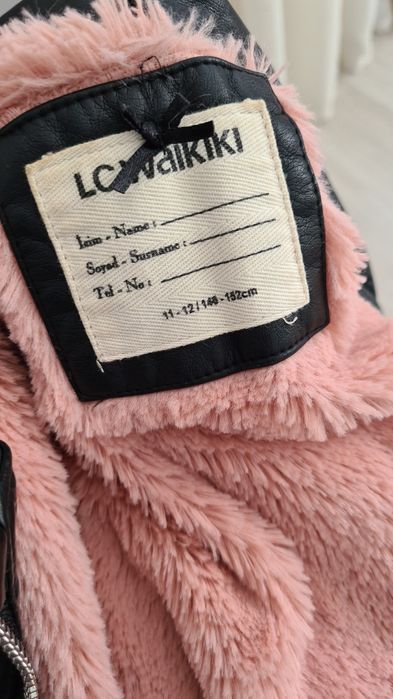 LC Waikiki
İsim - Name :
Soyad - Surname :
Tel - No :
11 - 12 / 146 - 152cm